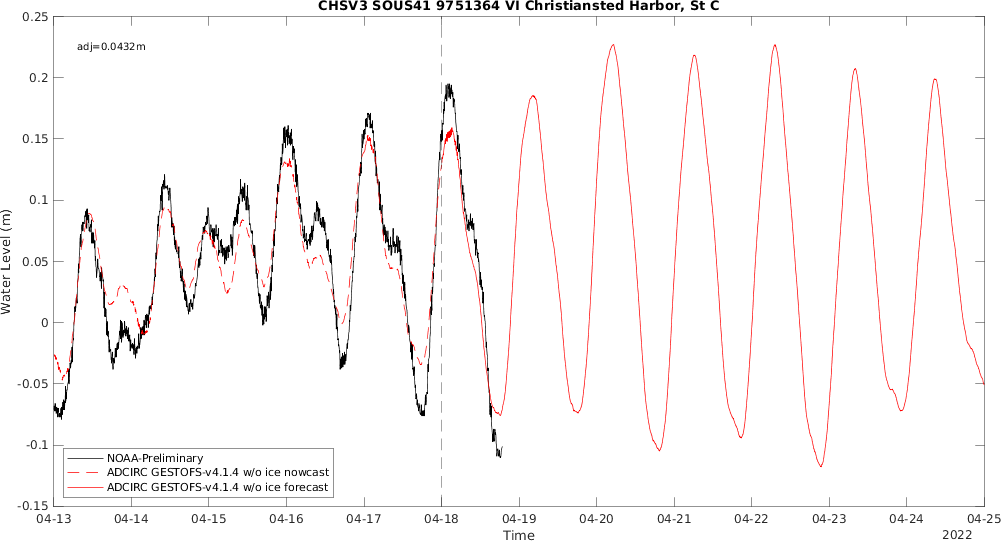 CHSV3 SOUS41 9751364 VI Christiansted Harbor, St C
adj=0.0432m
0.25
0.2
0.15
0.1
0.05
0
-0.05
-0.1
-0.15
Water Level (m)
NOAA-Preliminary
ADCIRC GESTOFS-v4.1.4 w/o ice nowcast
ADCIRC GESTOFS-v4.1.4 w/o ice forecast
04-13 04-14 04-15 04-16 04-17 04-18 04-19 04-20 04-21 04-22 04-23 04-24 04-25
Time
2022